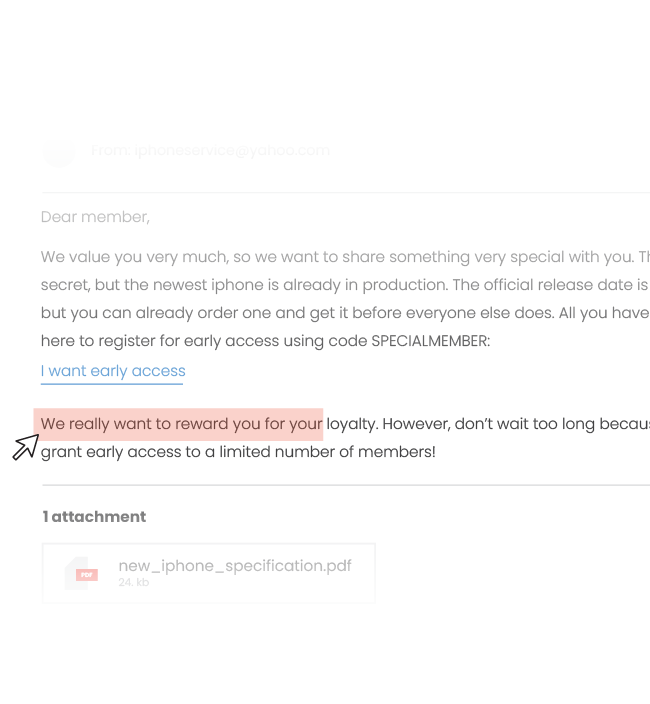 From: iphoneservice@yahoo.com
Dear member,
We value you very much, so we want to share something very special with you.
secret, but the newest iphone is already in production. The official release date is
but you can already order one and get it before everyone else does. All you have
here to register for early access using code SPECIALMEMBER:
I want early access
We really want to reward you for your loyalty. However, don't wait too long
grant early access to a limited number of members!
1 attachment
PDF
new_iphone_specification.pdf
24. kb